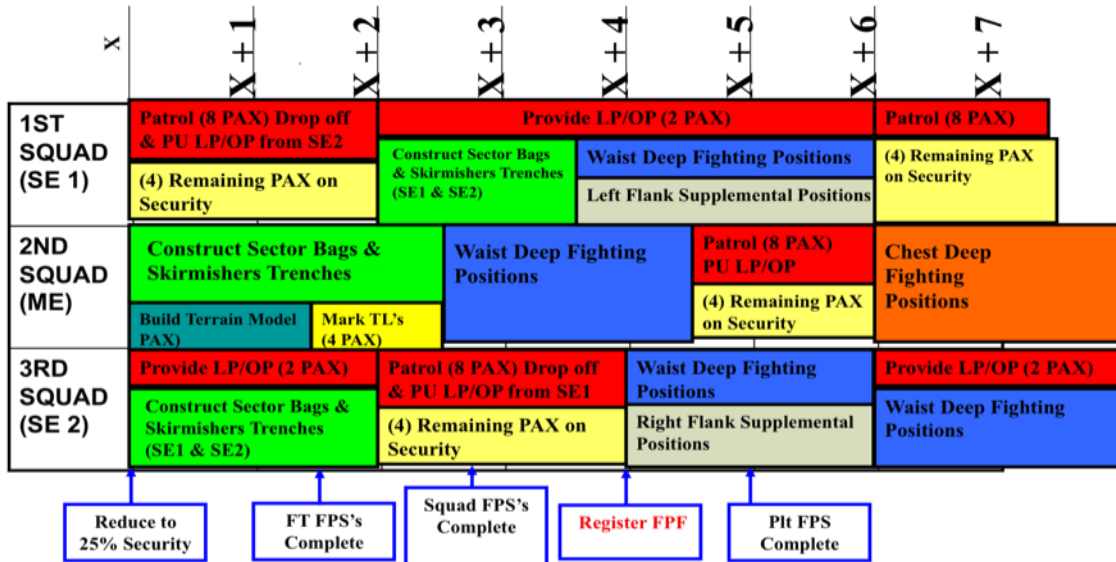 X
X + 1
X + 2
X + 3
X + 4
X + 5
X + 6
X + 7
1ST
SQUAD
(SE 1)
Patrol (8 PAX) Drop off
& PU LP/OP from SE2
(4) Remaining PAX on
Security
Provide LP/OP (2 PAX)
Construct Sector Bags
& Skirmishers Trenches
(SE1 & SE2)
Waist Deep Fighting Positions
Left Flank Supplemental Positions
Patrol (8 PAX)
(4) Remaining PAX
on Security
2ND
SQUAD
(ME)
Construct Sector Bags &
Skirmishers Trenches
Build Terrain Model
PAX)
Mark TL's
(4 PAX)
Waist Deep Fighting
Positions
Patrol (8 PAX)
PU LP/OP
(4) Remaining PAX
on Security
Chest Deep
Fighting
Positions
3RD
SQUAD
(SE 2)
Provide LP/OP (2 PAX)
Construct Sector Bags &
Skirmishers Trenches
(SE1 & SE2)
Patrol (8 PAX) Drop off
& PU LP/OP from SE1
(4) Remaining PAX on
Security
Waist Deep Fighting
Positions
Right Flank Supplemental
Positions
Provide LP/OP (2 PAX)
Waist Deep Fighting
Positions
Reduce to
25% Security
FT FPS's
Complete
Squad FPS's
Complete
Register FPF
Plt FPS
Complete